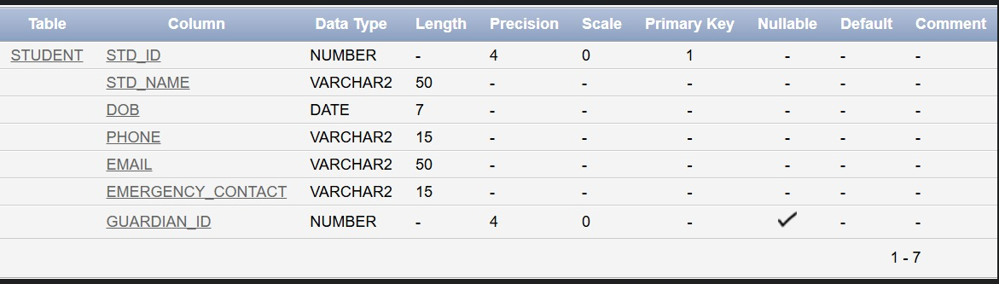 Table Column Data Type Length Precision Scale Primary Key Nullable Default Comment
STUDENT STD_ID NUMBER - 4 0 1 - - -
STD_NAME VARCHAR2 50 - - - - - -
DOB DATE 7 - - - - - -
PHONE VARCHAR2 15 - - - - - -
EMAIL VARCHAR2 50 - - - - - -
EMERGENCY_CONTACT VARCHAR2 15 - - - - - -
GUARDIAN_ID NUMBER - 4 0 - ✓ - -
1 - 7